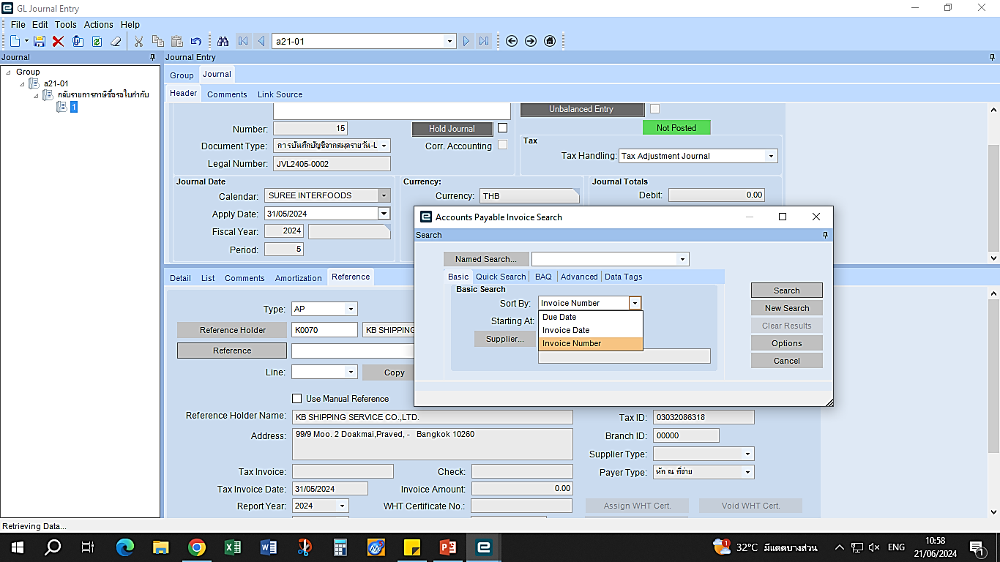 GL Journal Entry
File Edit Tools Actions Help
a21-01
Journal
Journal Entry
Group
a21-01
กลับรายการภาษีซื้อรอใบกำกับ
1
Group Journal
Header Comments Link Source
Unbalanced Entry
Number: 15
Hold Journal
Not Posted
Document Type: การบันทึกบัญชีจากสมุดรายวัน-L
Corr. Accounting
Tax
Tax Handling: Tax Adjustment Journal
Legal Number: JVL2405-0002
Journal Date
Currency:
Journal Totals
Calendar: SUREE INTERFOODS
Currency: THB
Debit: 0.00
Apply Date: 31/05/2024
Fiscal Year: 2024
Period: 5
Accounts Payable Invoice Search
Search
Named Search...
Basic Quick Search BAQ Advanced Data Tags
Basic Search
Sort By: Invoice Number
Starting At:
Supplier...
Due Date
Invoice Date
Invoice Number
Search
New Search
Clear Results
Options
Cancel
Detail List Comments Amortization Reference
Type: AP
Reference Holder K0070 KB SHIPPING
Reference
Line:
Copy
Use Manual Reference
Reference Holder Name: KB SHIPPING SERVICE CO.,LTD.
Tax ID: 03032086318
Address: 99/9 Moo. 2 Doakmai,Praved, - Bangkok 10260
Branch ID: 00000
Supplier Type:
Tax Invoice:
Check:
Payer Type: หัก ณ ที่จ่าย
Tax Invoice Date: 31/05/2024
Invoice Amount: 0.00
Report Year: 2024
WHT Certificate No.:
Assign WHT Cert.
Void WHT Cert.
Retrieving Data...
32°C มีแดดบางส่วน
ENG
10:58
21/06/2024
1